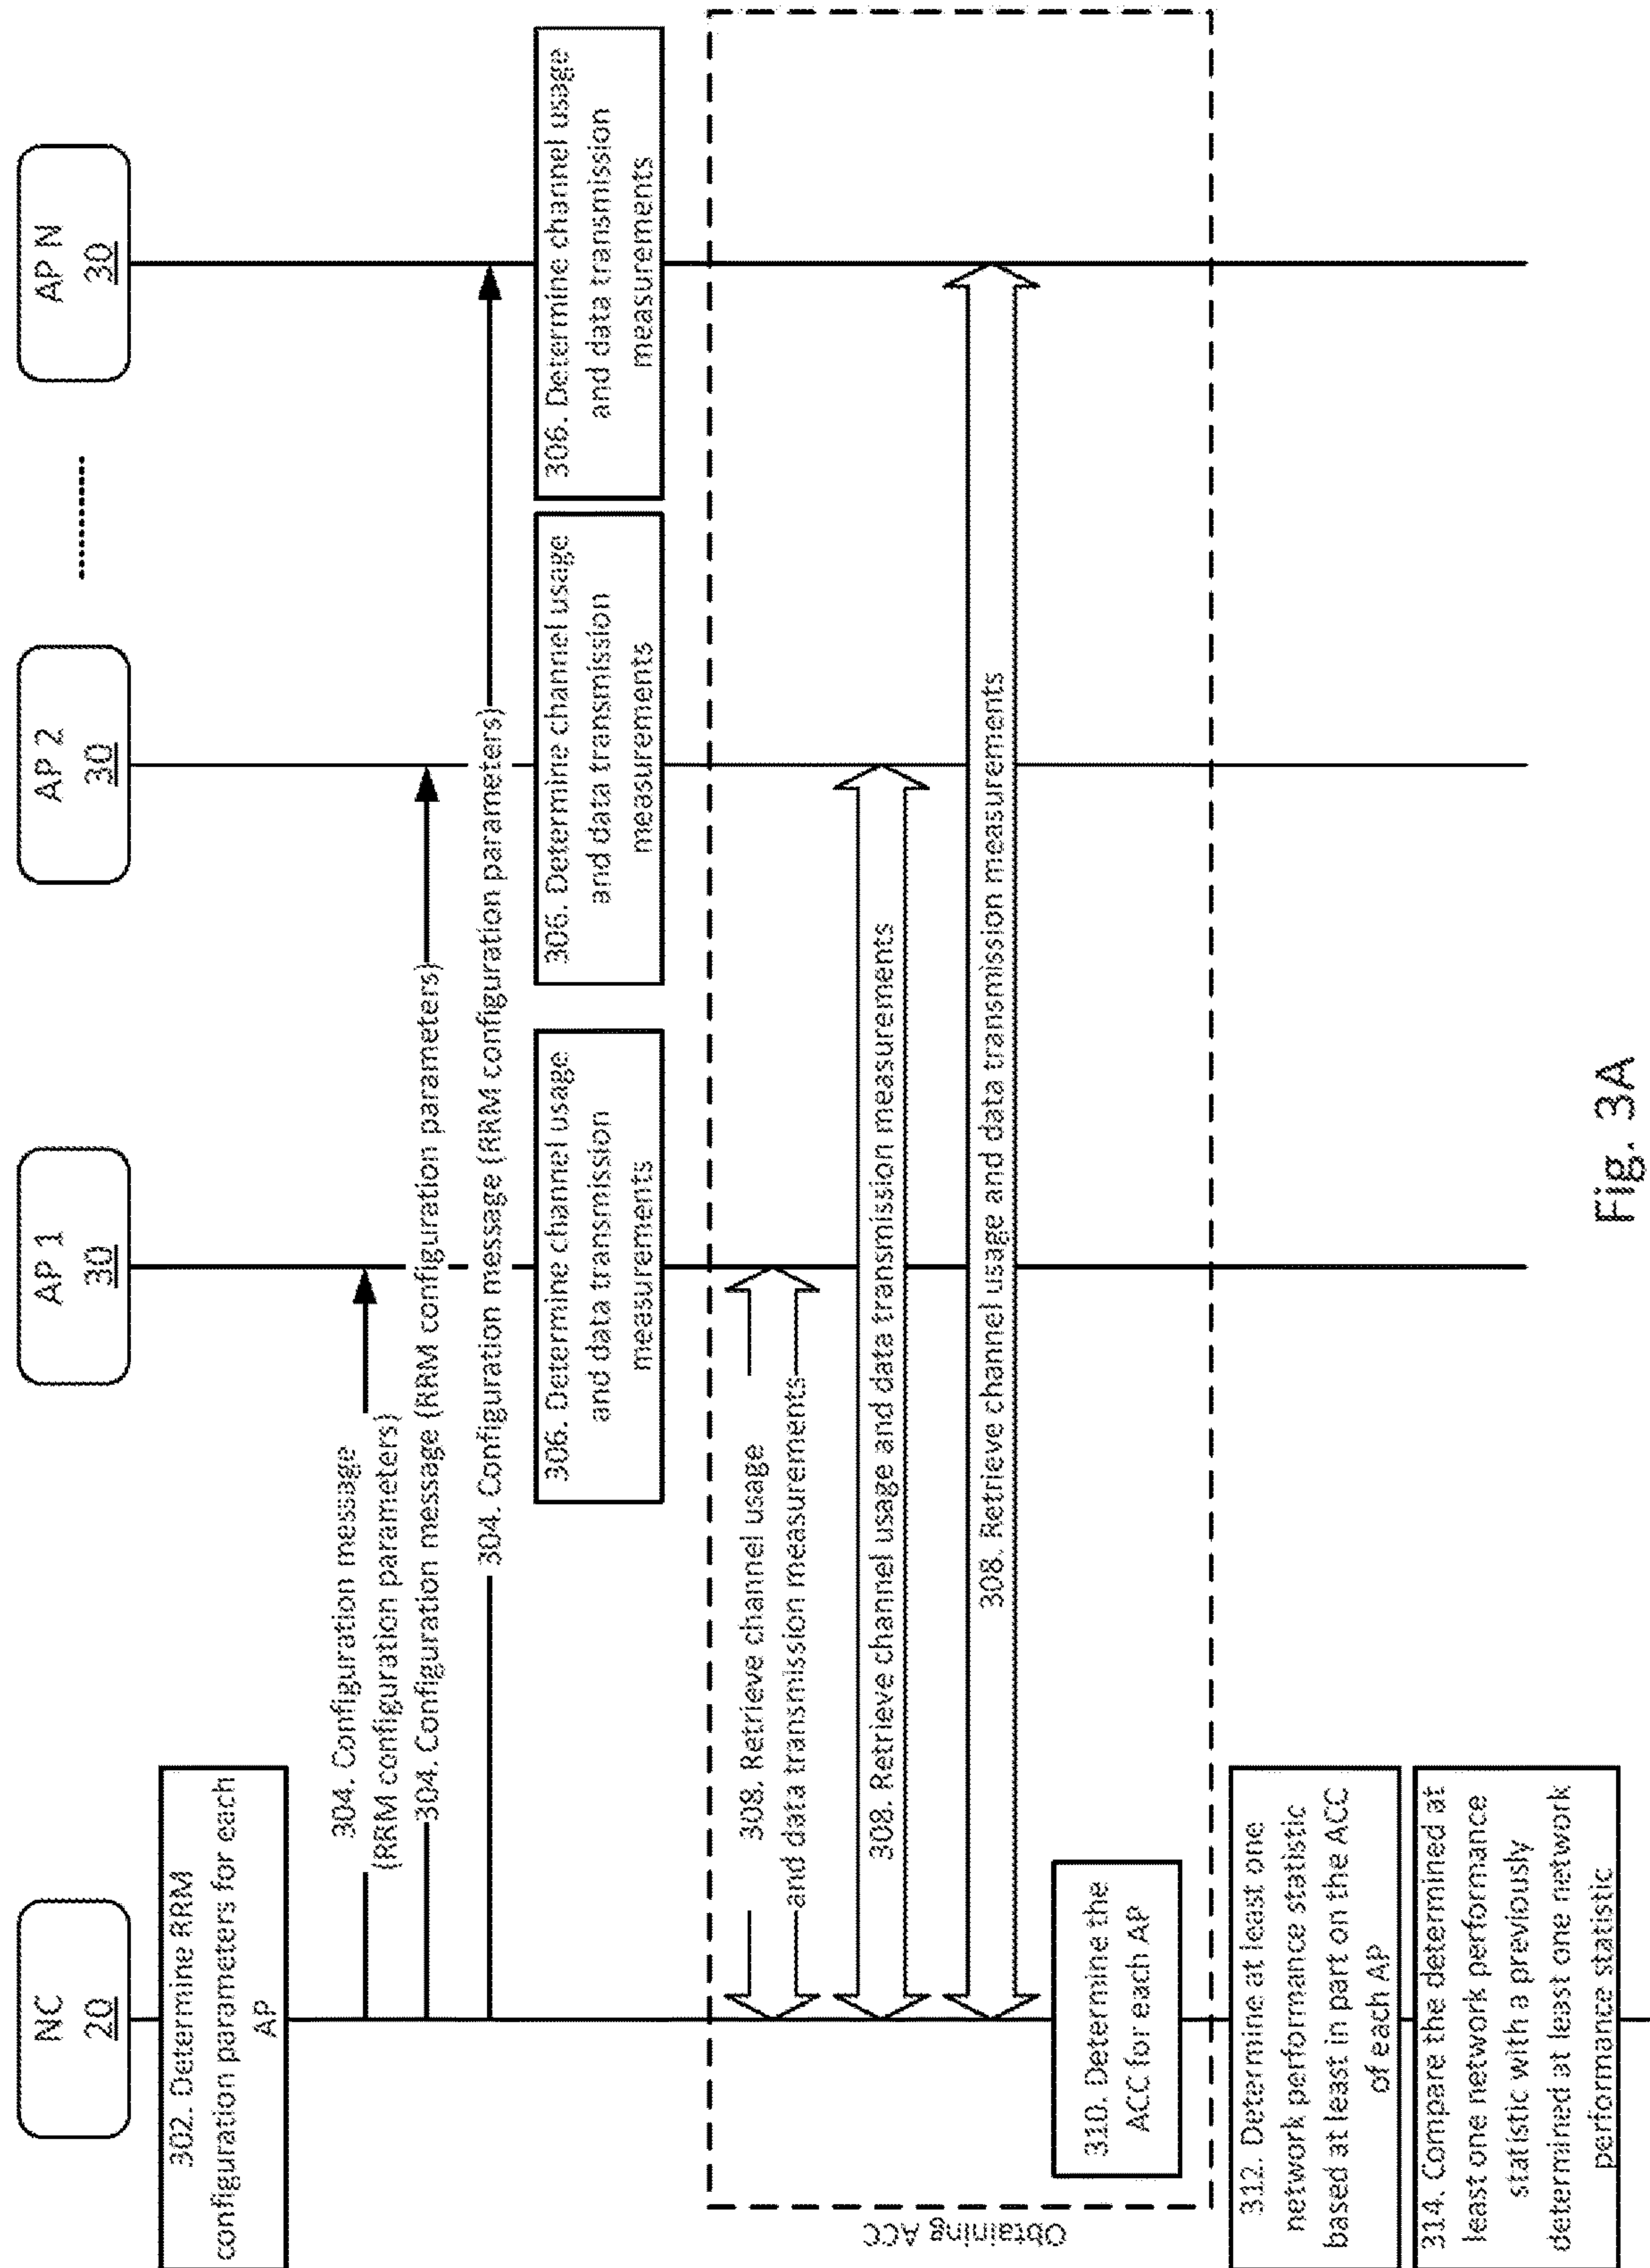 NC
20
AP 1
30
AP 2
30
AP N
30
302. Determine RRM
configuration parameters for each
AP
304. Configuration message
(RRM configuration parameters)
304. Configuration message (RRM configuration parameters)
304. Configuration message (RRM configuration parameters)
306. Determine channel usage
and data transmission
measurements
306. Determine channel usage
and data transmission
measurements
306. Determine channel usage
and data transmission
measurements
Obtaining ACC
308. Retrieve channel usage
and data transmission measurements
308. Retrieve channel usage and data transmission measurements
308. Retrieve channel usage and data transmission measurements
310. Determine the
ACC for each AP
312. Determine at least one
network performance statistic
based at least in part on the ACC
of each AP
314. Compare the determined at
least one network performance
statistic with a previously
determined at least one network
performance statistic
Fig. 3A